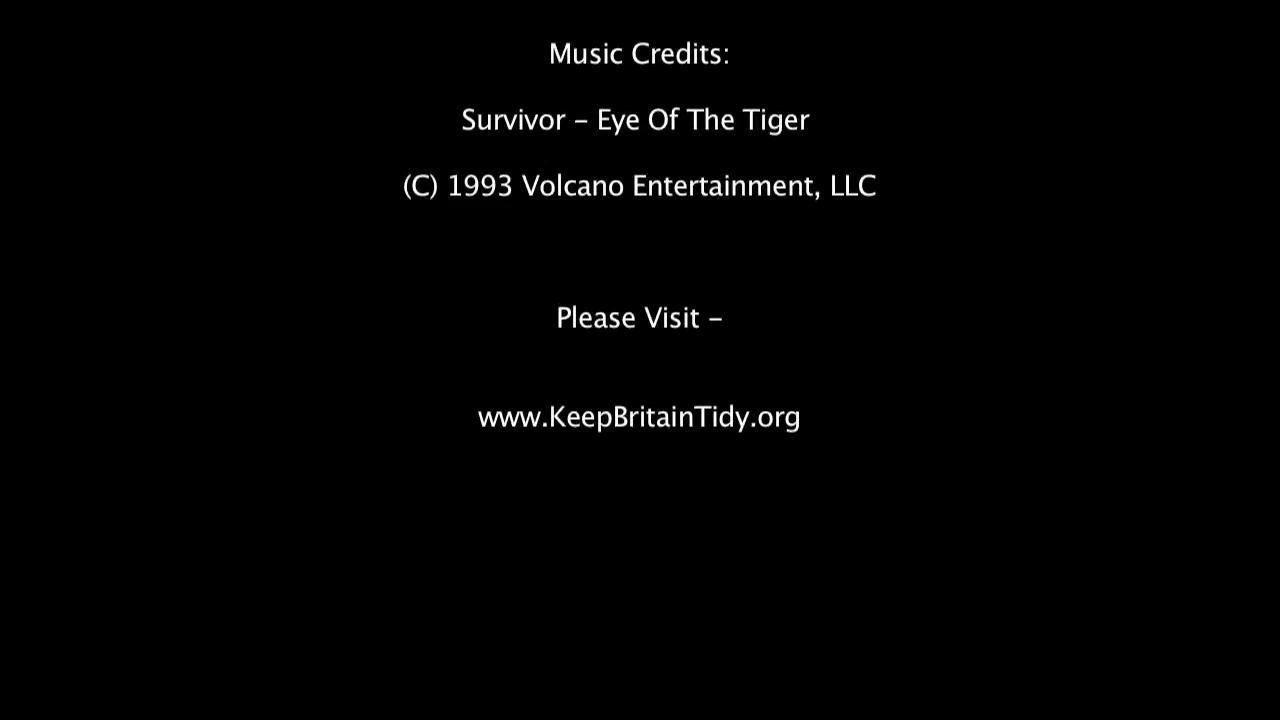 Music Credits:
Survivor – Eye Of The Tiger
(C) 1993 Volcano Entertainment, LLC
Please Visit –
www.KeepBritainTidy.org